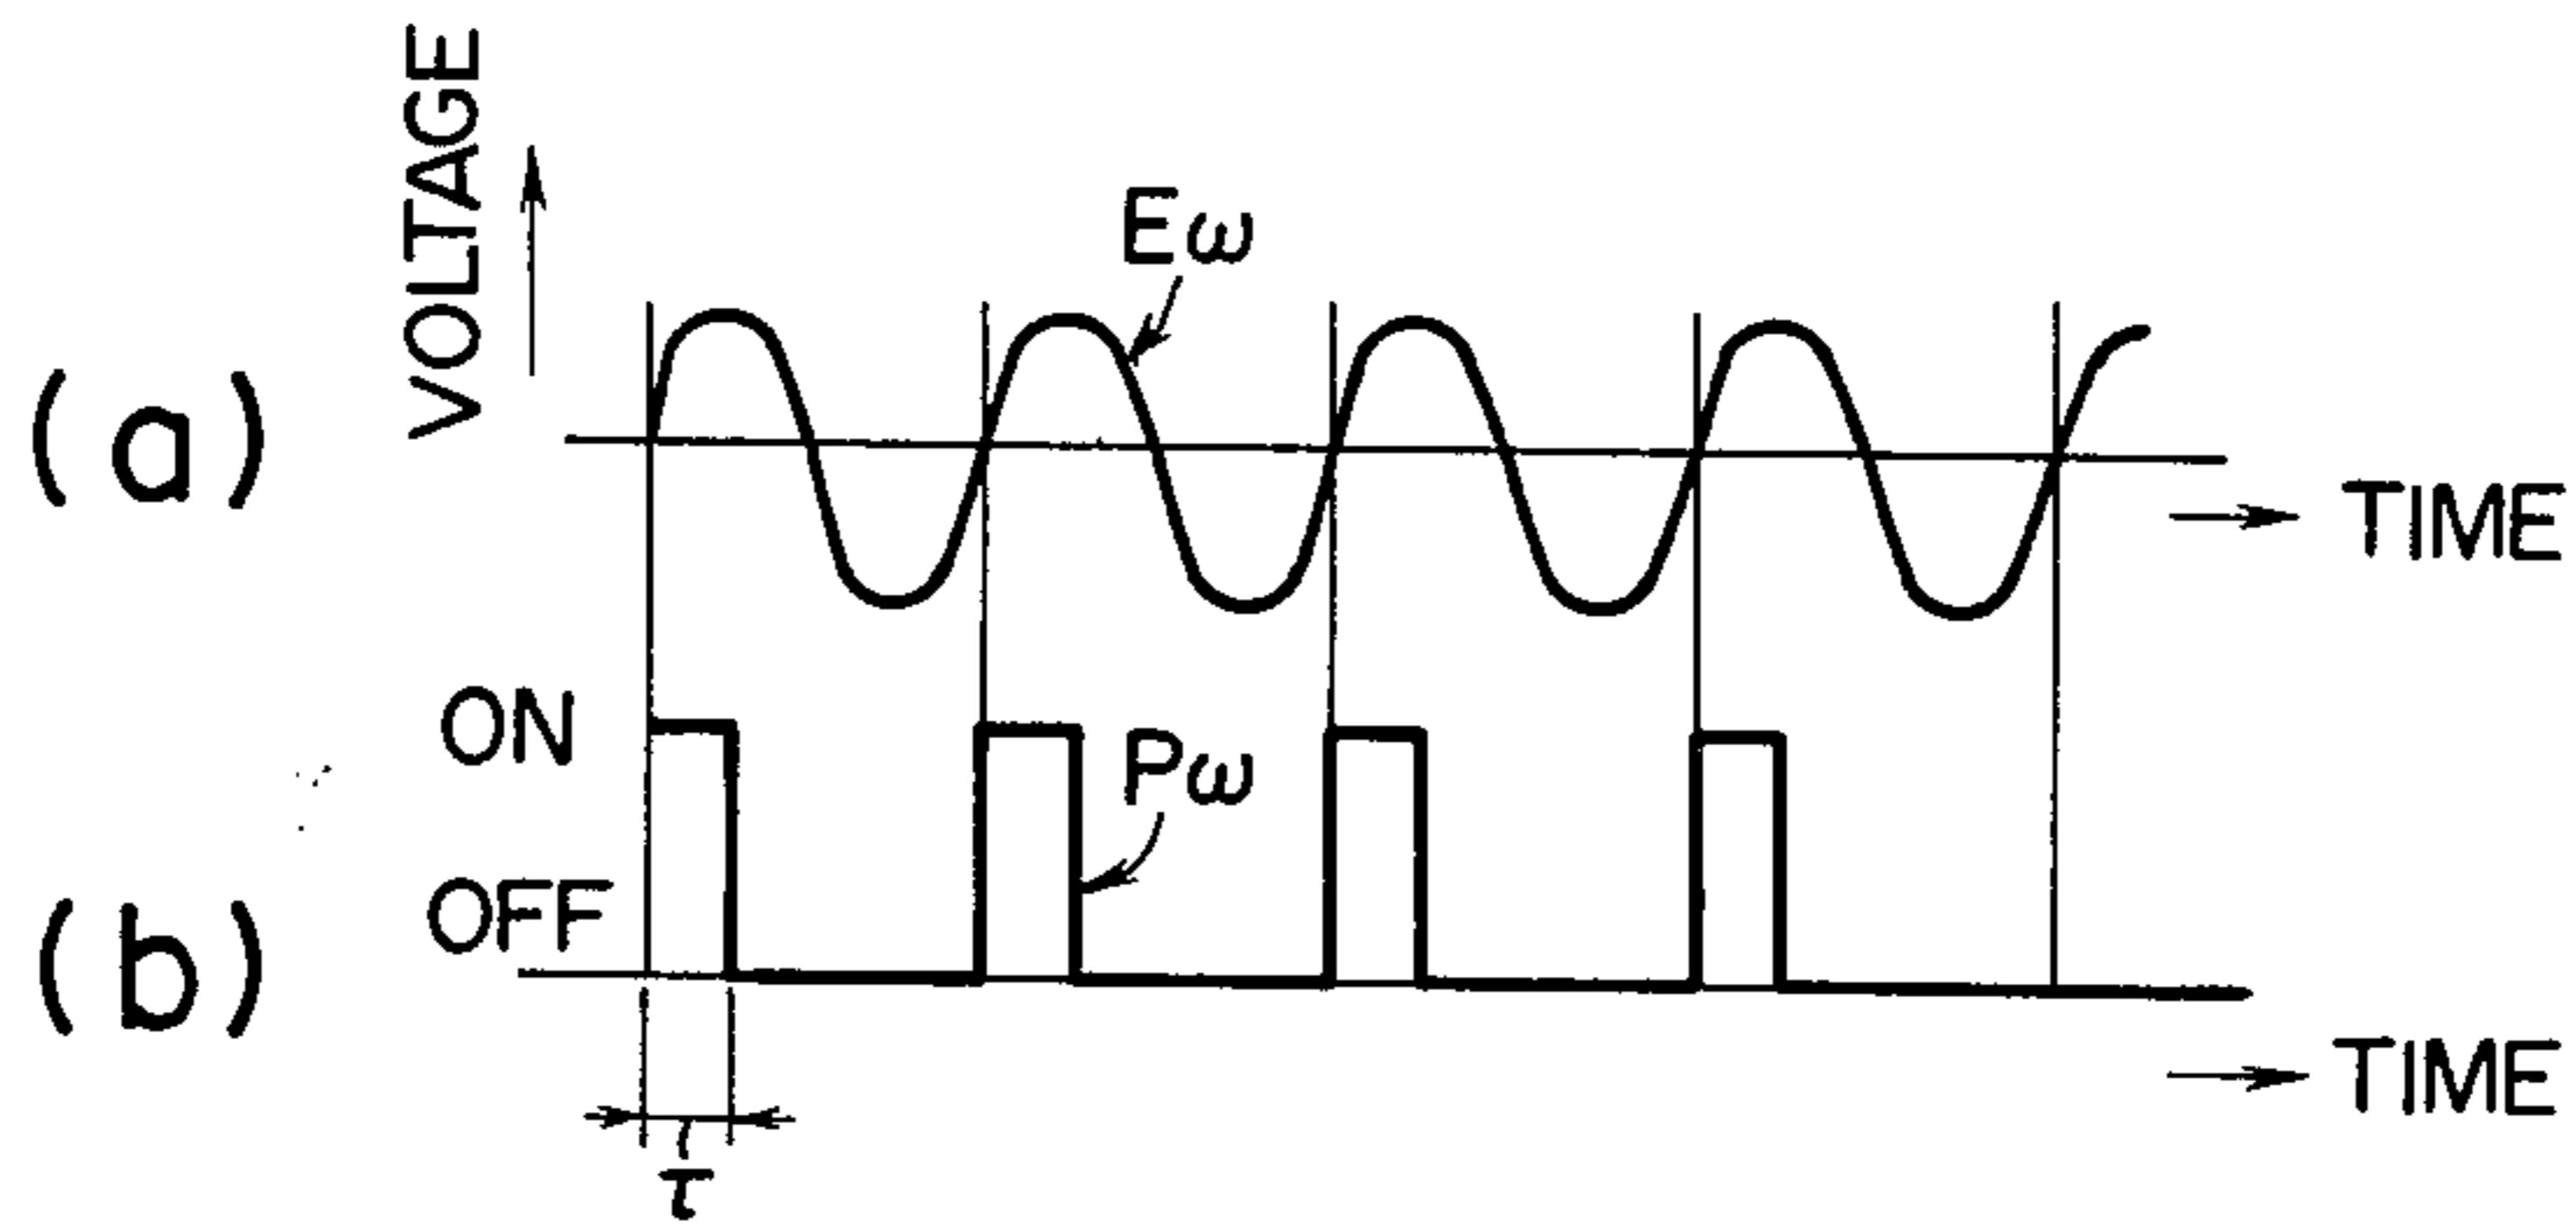 VOLTAGE
Eω
(a)
TIME
ON
Pω
OFF
(b)
TIME
τ